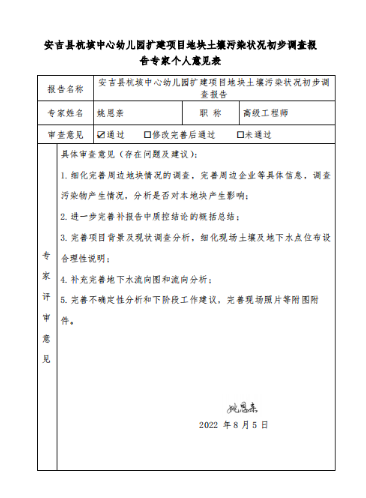 安吉县杭垓中心幼儿园扩建项目地块土壤污染状况初步调查报
告专家个人意见表
报告名称 安吉县杭垓中心幼儿园扩建项目地块土壤污染状况初步调
查报告
专家姓名 姚恩亲 职 称 高级工程师
审查意见 ☑通过 □修改完善后通过 □未通过
具体审查意见(存在问题及建议):
1. 细化完善周边地块情况的调查，完善周边企业等具体信息，调查
污染物产生情况，分析是否对本地块产生影响;
2. 进一步完善补报告中质控结论的概括总结;
3. 完善项目背景及现状调查分析，细化现场土壤及地下水点位布设
合理性说明;
4. 补充完善地下水流向图和流向分析;
5. 完善不确定性分析和下阶段工作建议，完善现场照片等附图附
件。
专
家
评
审
意
见
姚恩亲
2022 年 8 月 5 日